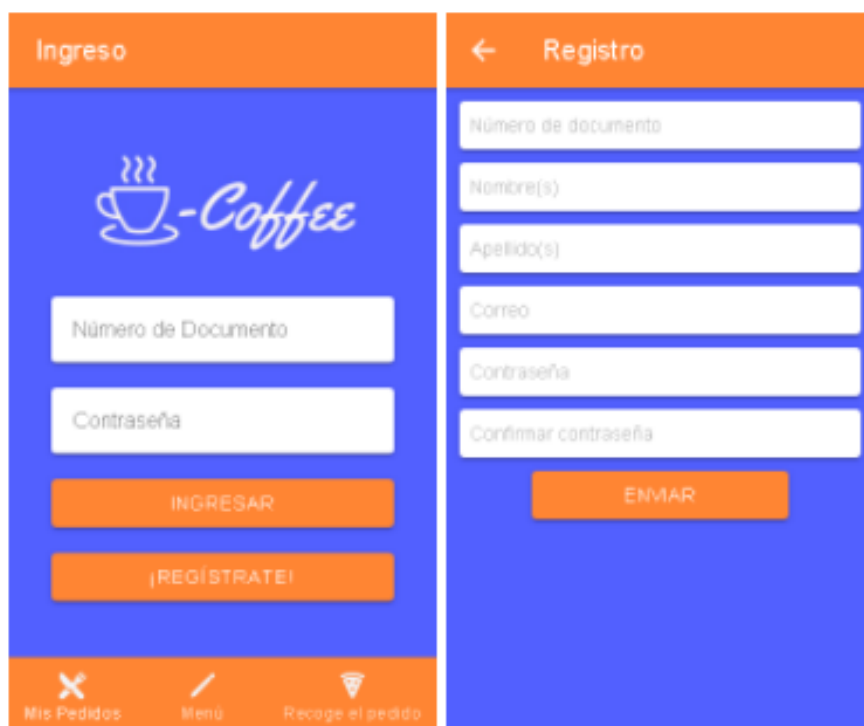 Ingreso
-Coffee
Número de Documento
Contraseña
INGRESAR
¡REGÍSTRATE!
Mis Pedidos
Menú
Recoge el pedido
Registro
Número de documento
Nombre(s)
Apellido(s)
Correo
Contraseña
Confirmar contraseña
ENVIAR